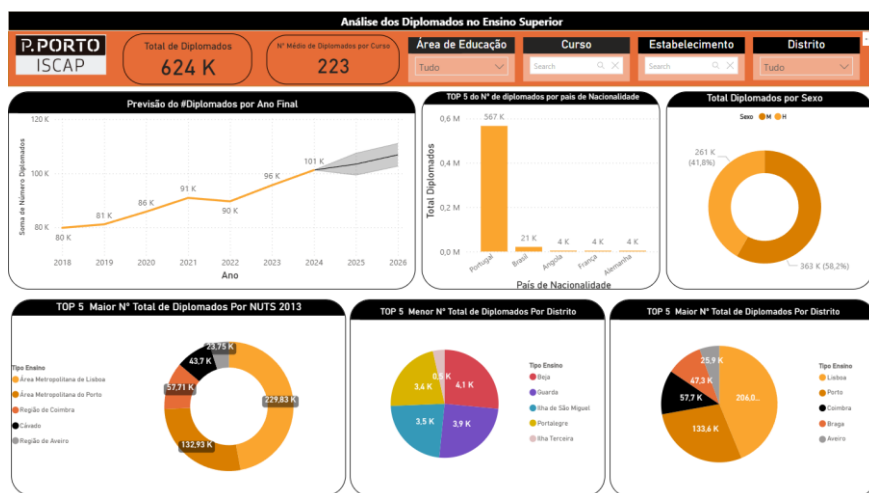 Análise dos Diplomados no Ensino Superior
P.PORTO
ISCAP
Total de Diplomados
624 K
Nº Médio de Diplomados por Curso
223
Área de Educação
Tudo
Curso
Search
Estabelecimento
Search
Distrito
Tudo
Previsão do #Diplomados por Ano Final
Soma de Número Diplomados
120 K
100 K
80 K
80 K
81 K
86 K
91 K
90 K
96 K
101 K
2018 2019 2020 2021 2022 2023 2024 2025 2026
Ano
TOP 5 do Nº de diplomados por país de Nacionalidade
Total Diplomados
0,6 M
0,4 M
0,2 M
0,0 M
567 K
21 K
4 K
4 K
4 K
Portugal
Brasil
Angola
França
Alemanha
País de Nacionalidade
Total Diplomados por Sexo
Sexo M H
261 K
(41,8%)
363 K (58,2%)
TOP 5 Maior Nº Total de Diplomados Por NUTS 2013
Tipo Ensino
Área Metropolitana de Lisboa
Área Metropolitana do Porto
Região de Coimbra
Cávado
Região de Aveiro
23,75 K
43,7 K
57,71 K
229,83 K
132,93 K
TOP 5 Menor Nº Total de Diplomados Por Distrito
0,5 K
3,4 K
4,1 K
3,5 K
3,9 K
Tipo Ensino
Beja
Guarda
Ilha de São Miguel
Portalegre
Ilha Terceira
TOP 5 Maior Nº Total de Diplomados Por Distrito
25,9 K
47,3 K
57,7 K
206,0...
133,6 K
Tipo Ensino
Lisboa
Porto
Coimbra
Braga
Aveiro